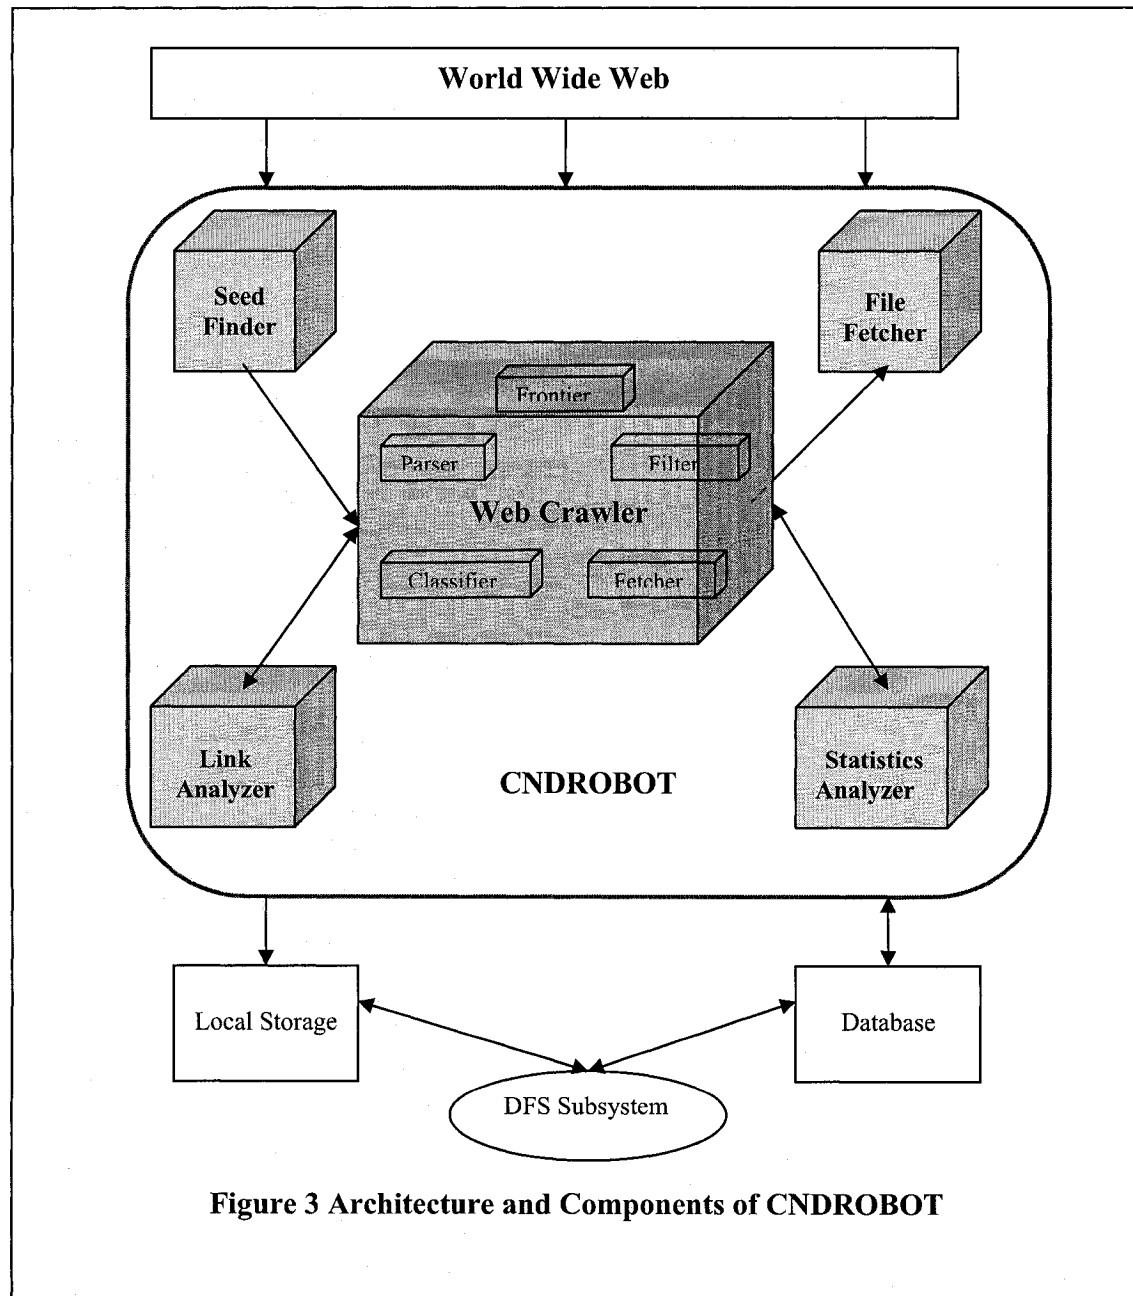 World Wide Web
Seed
Finder
File
Fetcher
Frontier
Parser
Filter
Web Crawler
Classifier
Fetcher
Link
Analyzer
Statistics
Analyzer
CNDROBOT
Local Storage
Database
DFS Subsystem
Figure 3 Architecture and Components of CNDROBOT